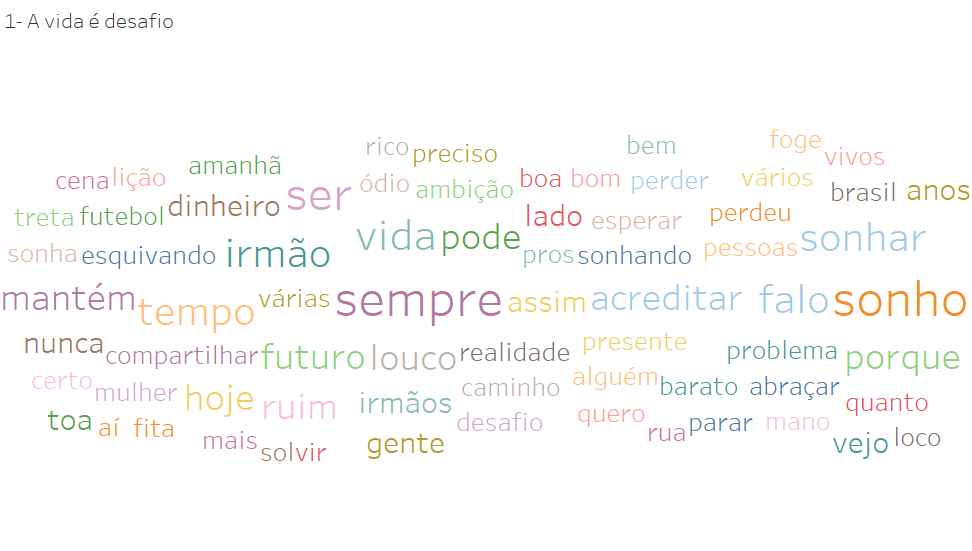 1- A vida é desafio
rico preciso bem foge vivos
cena lição amanhã ódio ambição boa bom perder vários brasil anos
treta futebol dinheiro ser lado esperar perdeu
sonha esquivando irmão vida pode pros sonhando pessoas sonhar
mantém tempo várias sempre assim acreditar falo sonho
nunca compartilhar futuro louco realidade presente problema porque
certo mulher hoje ruim irmãos caminho alguém barato abraçar quanto
toa aí fita mais solvir gente desafio quero rua parar mano vejo loco